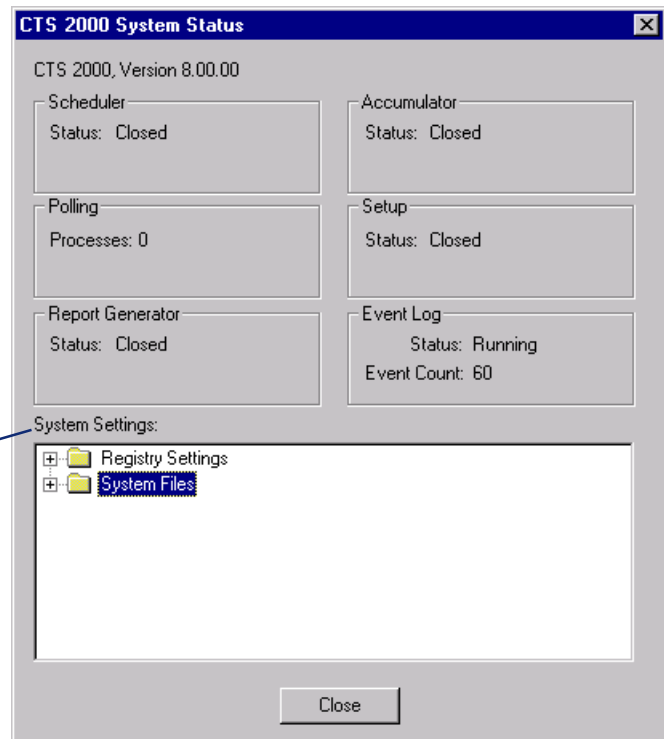 CTS 2000 System Status
CTS 2000, Version 8.00.00
Scheduler
Status: Closed
Accumulator
Status: Closed
Polling
Processes: 0
Setup
Status: Closed
Report Generator
Status: Closed
Event Log
Status: Running
Event Count: 60
System Settings:
Registry Settings
System Files
Close